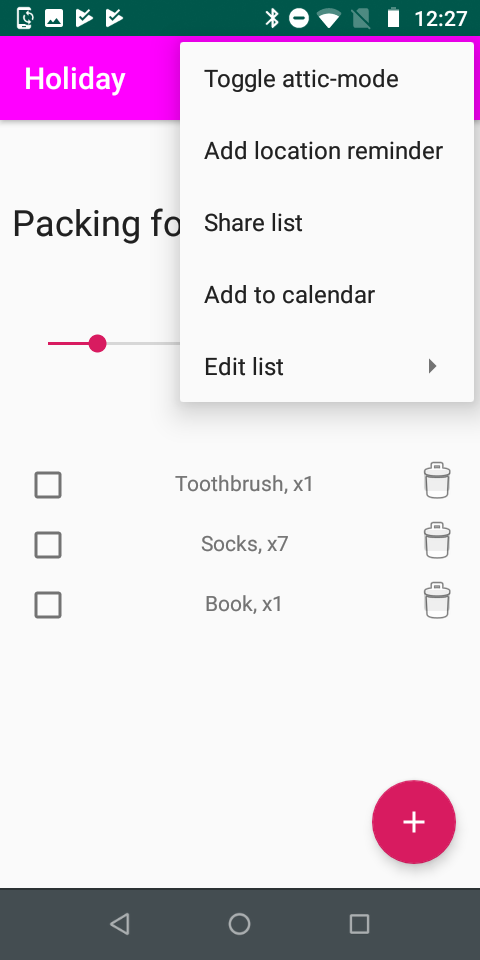 12:27
Holiday
Toggle attic-mode
Add location reminder
Packing fo
Share list
Add to calendar
Edit list
Toothbrush, x1
Socks, x7
Book, x1